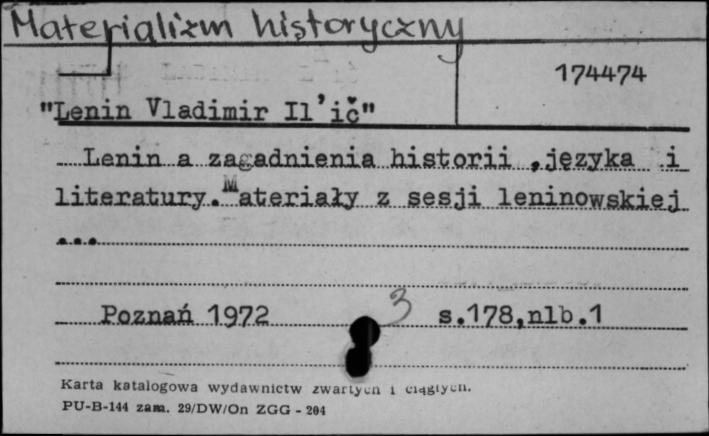 Materializm historyczny
174474
"Lenin Vladimir Il'ič"
Lenin a zagadnienia historii ,języka i
literatury.Materiały z sesji leninowskiej
...
3
Poznań 1972 s.178,nlb.1
Karta katalogowa wydawnictw zwartych i ciągłych.
PU-B-144 zam. 29/DW/On ZGG - 204